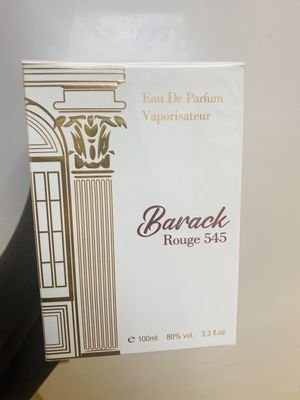 Eau De Parfum
Vaporisateur
Barack
Rouge 545
e 100ml. 80% vol. 3.3 fl.oz.